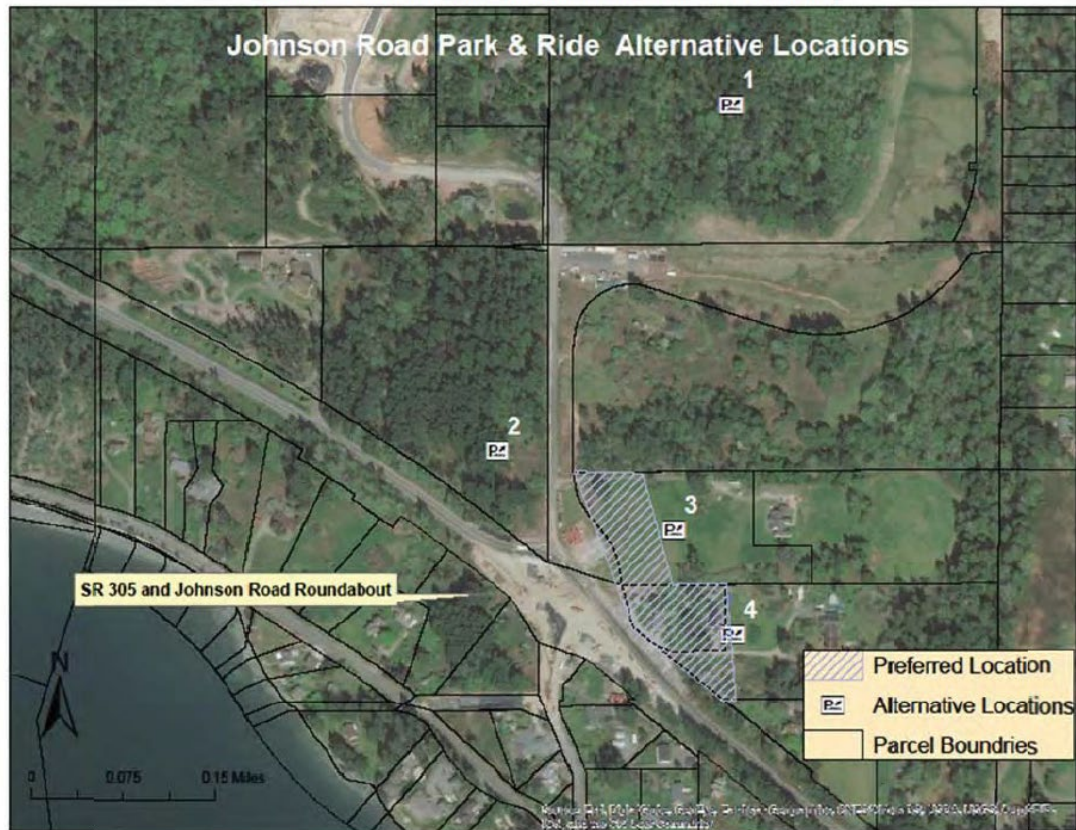 Johnson Road Park & Ride Alternative Locations
1
2
3
4
SR 305 and Johnson Road Roundabout
N
0 0.075 0.15 Miles
Preferred Location
Alternative Locations
Parcel Boundries